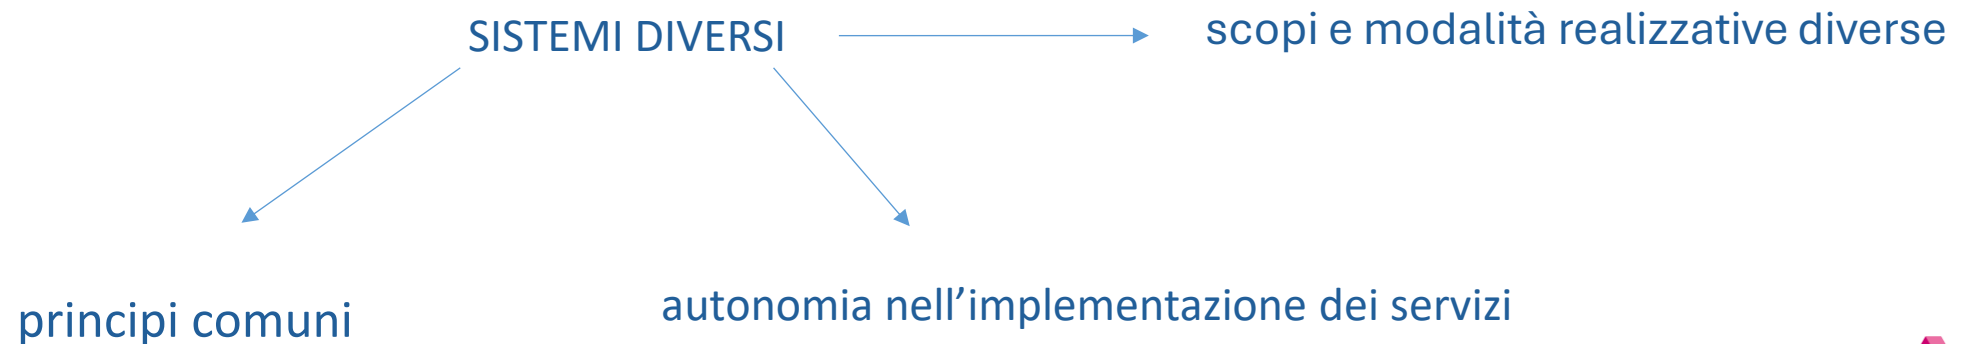 SISTEMI DIVERSI
scopi e modalità realizzative diverse
principi comuni
autonomia nell’implementazione dei servizi